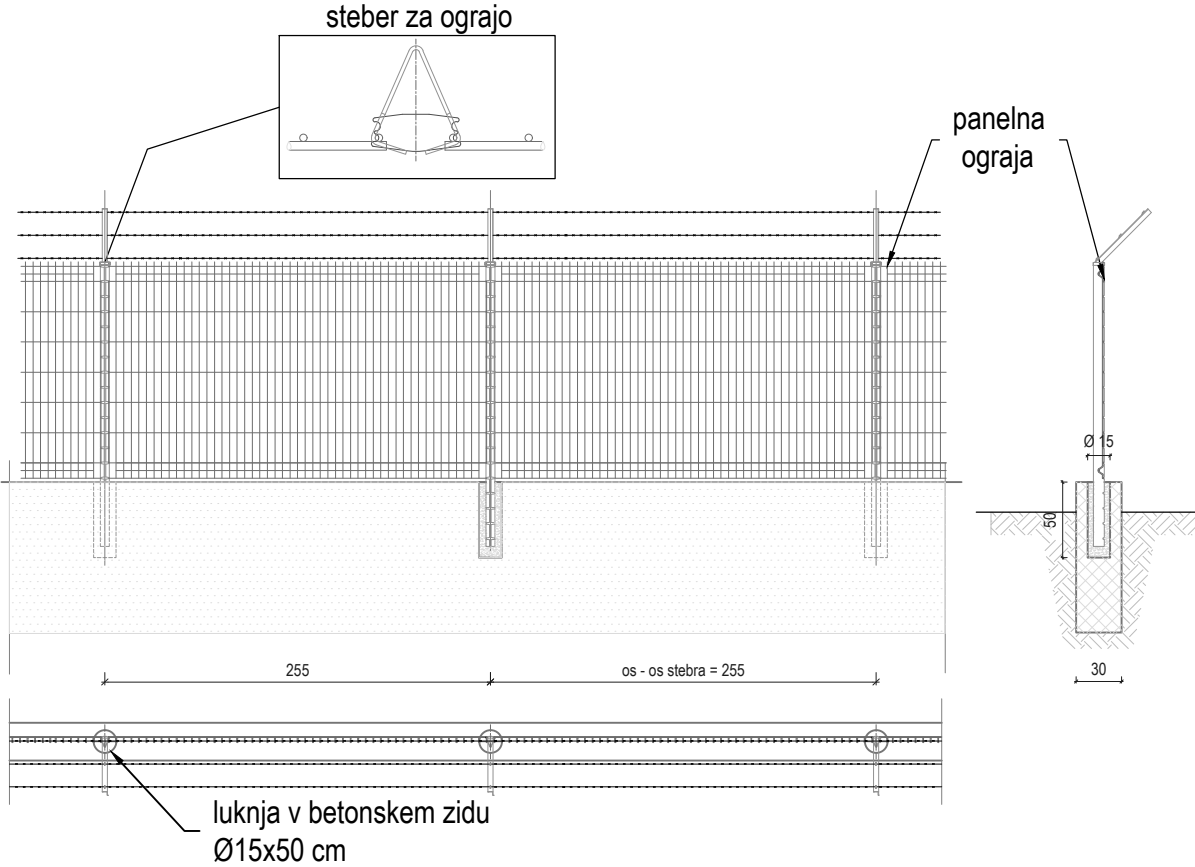 steber za ograjo
panelna
ograja
Ø 15
50
255
os - os stebra = 255
30
luknja v betonskem zidu
Ø15x50 cm